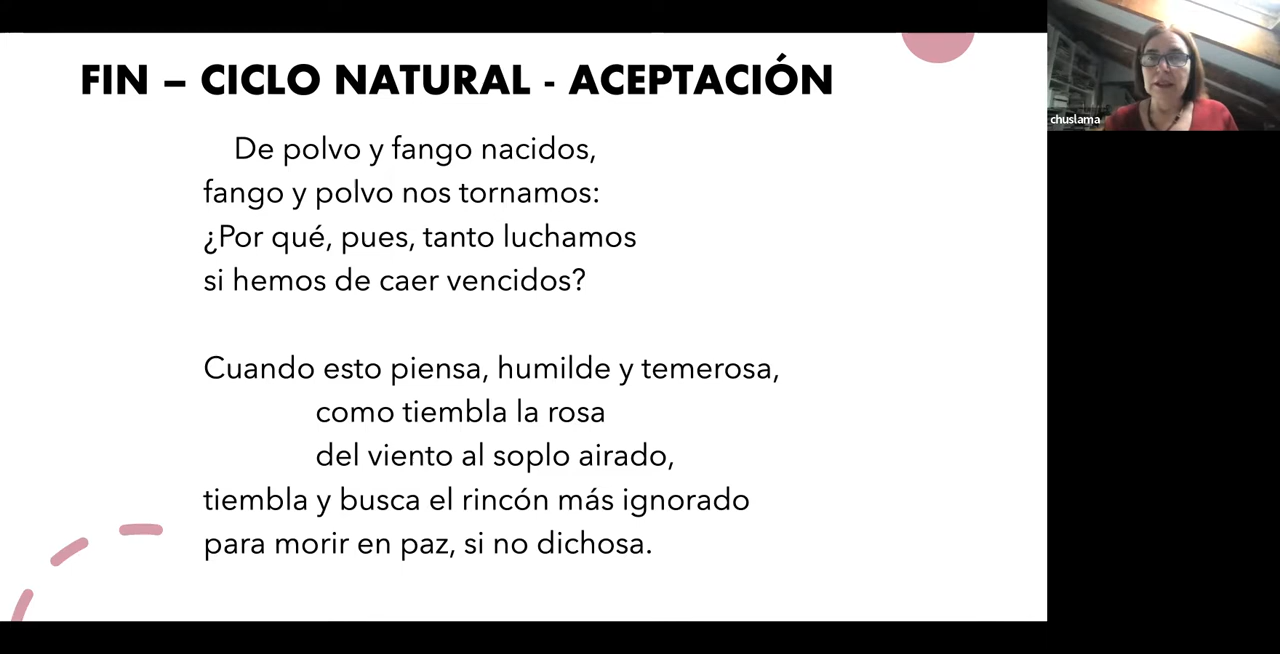 FIN – CICLO NATURAL - ACEPTACIÓN
De polvo y fango nacidos,
fango y polvo nos tornamos:
¿Por qué, pues, tanto luchamos
si hemos de caer vencidos?
Cuando esto piensa, humilde y temerosa,
como tiembla la rosa
del viento al soplo airado,
tiembla y busca el rincón más ignorado
para morir en paz, si no dichosa.
chuslama